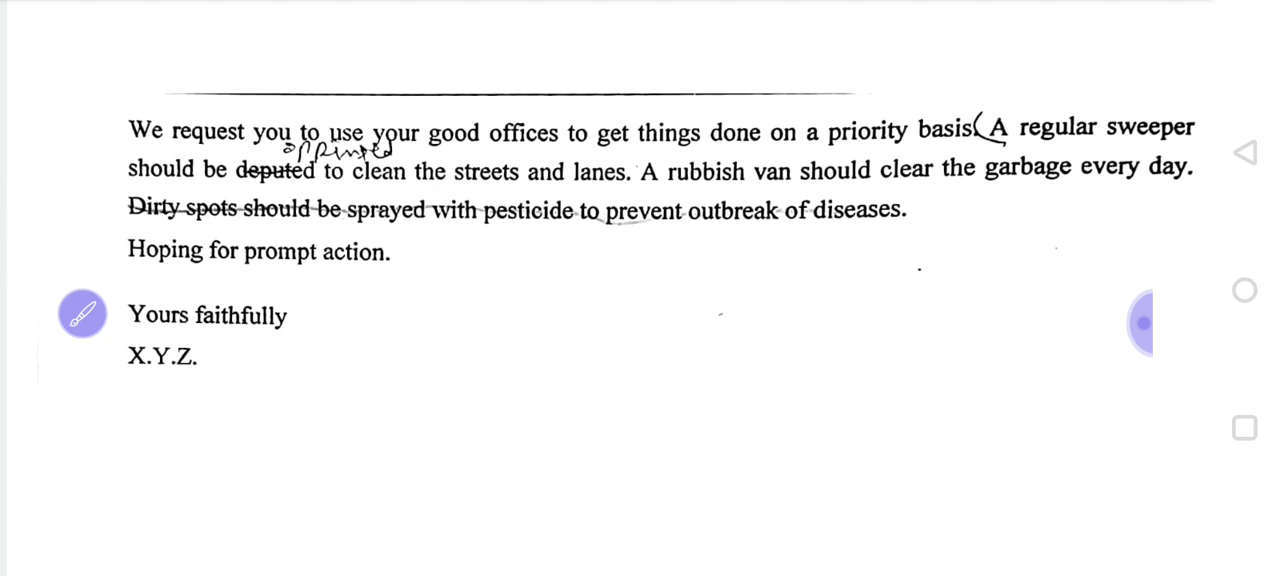 We request you to use your good offices to get things done on a priority basis(A regular sweeper
should be deputed to clean the streets and lanes. A rubbish van should clear the garbage every day.
Dirty spots should be sprayed with pesticide to prevent outbreak of diseases.
Hoping for prompt action.
Yours faithfully
X.Y.Z.